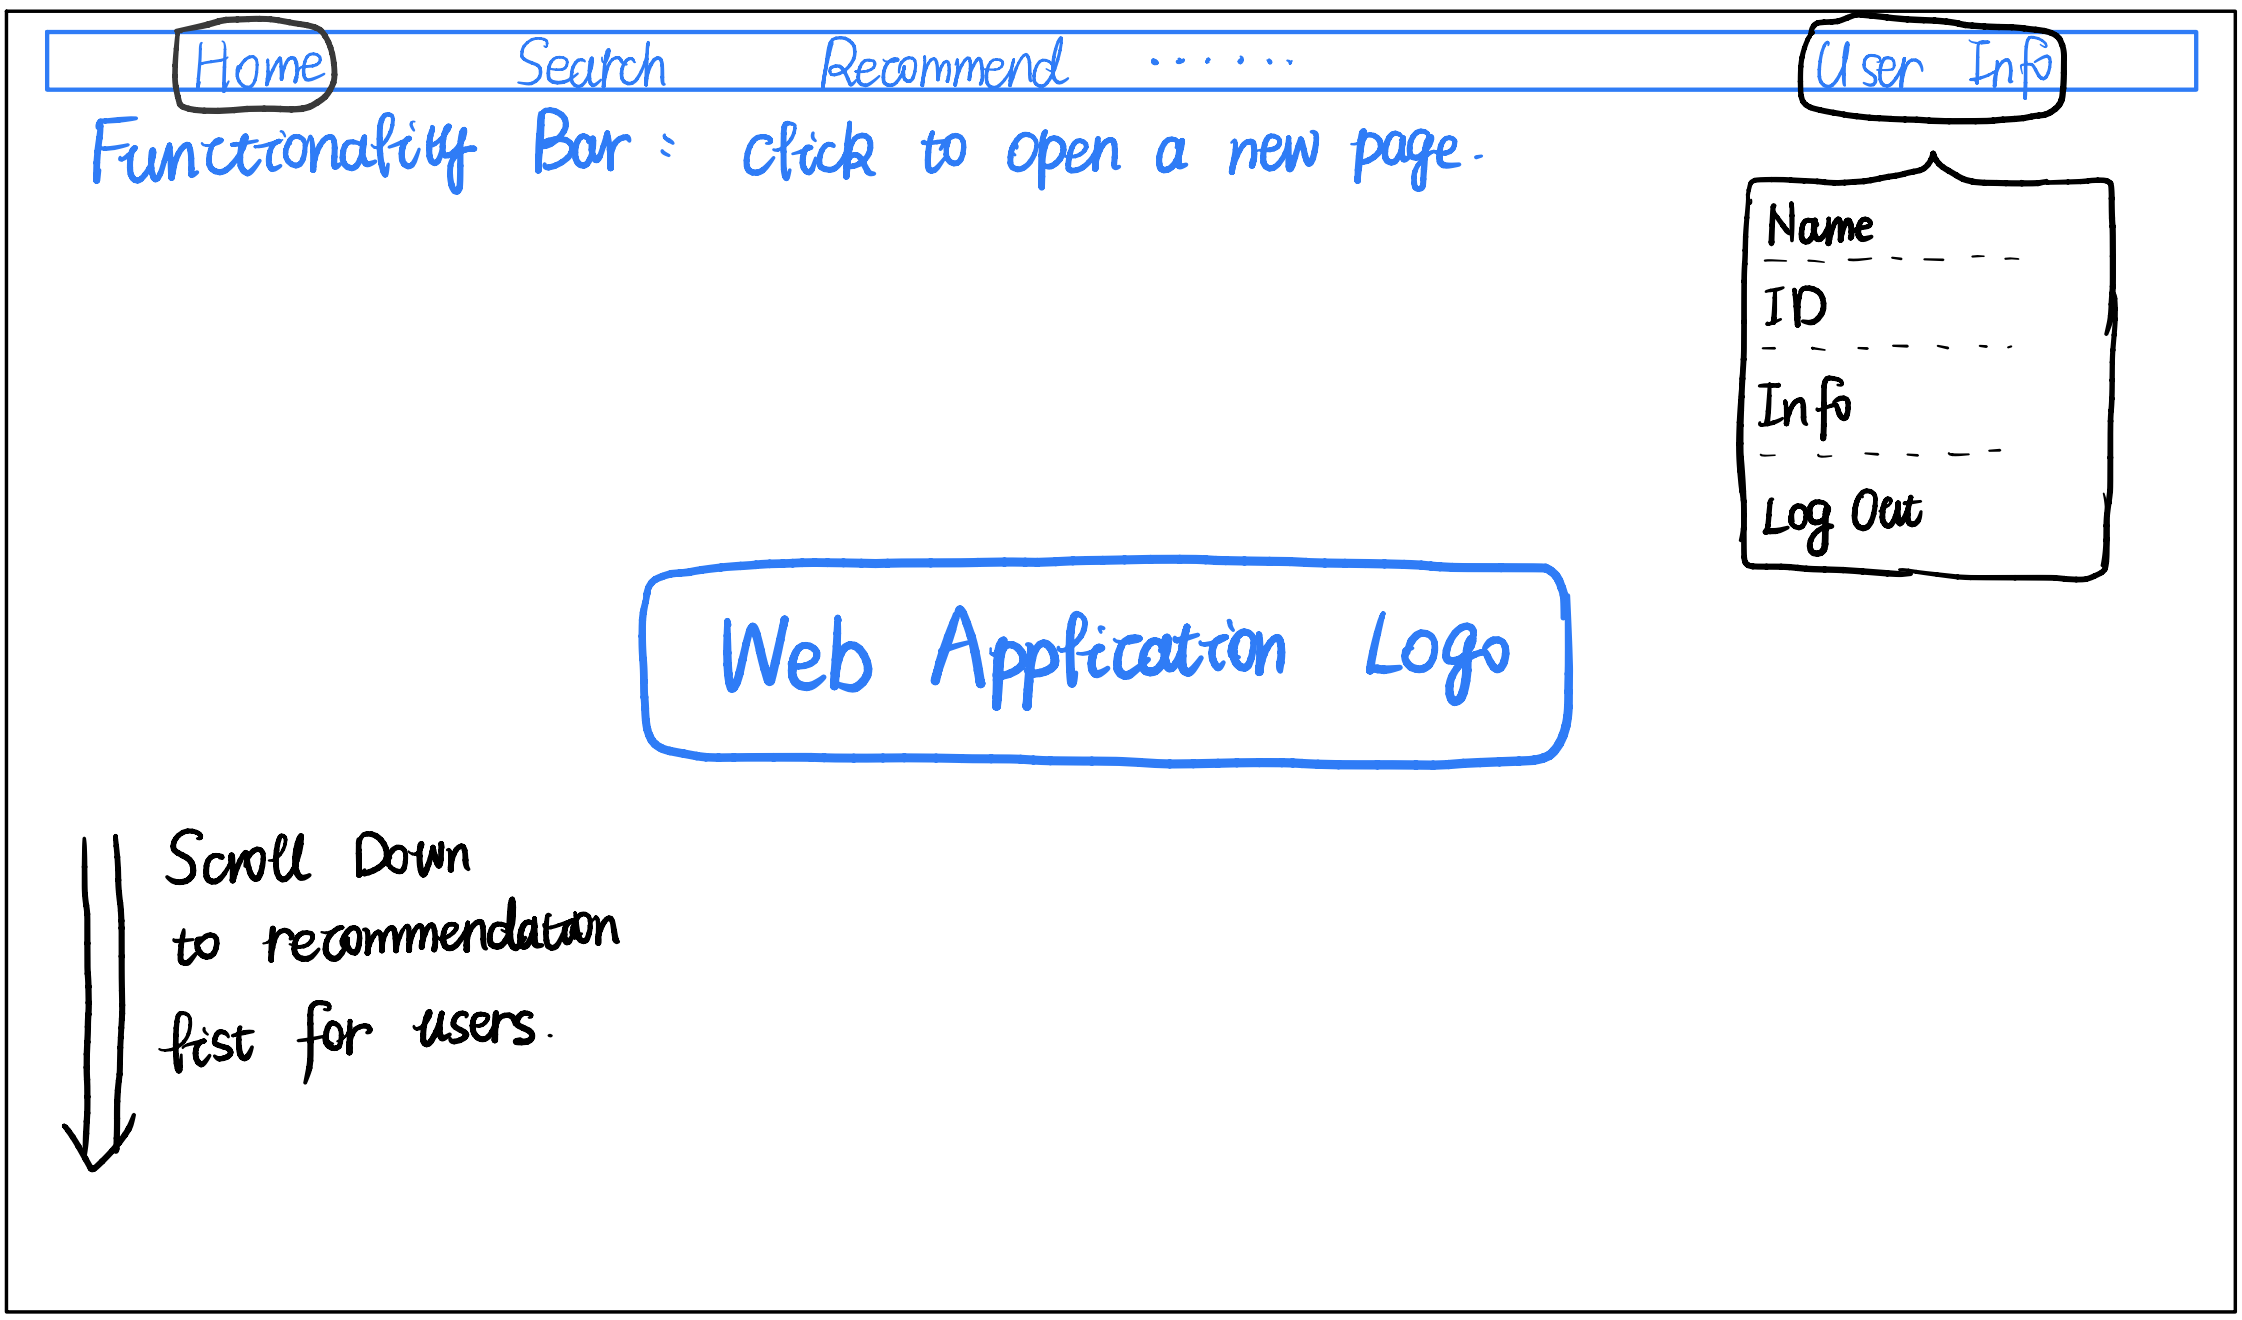 Home Search Recommend ...... User Info
Functionality Bar: click to open a new page.
Name
ID
Info
Log Out
Web Application Logo
Scroll Down
to recommendation
list for users.